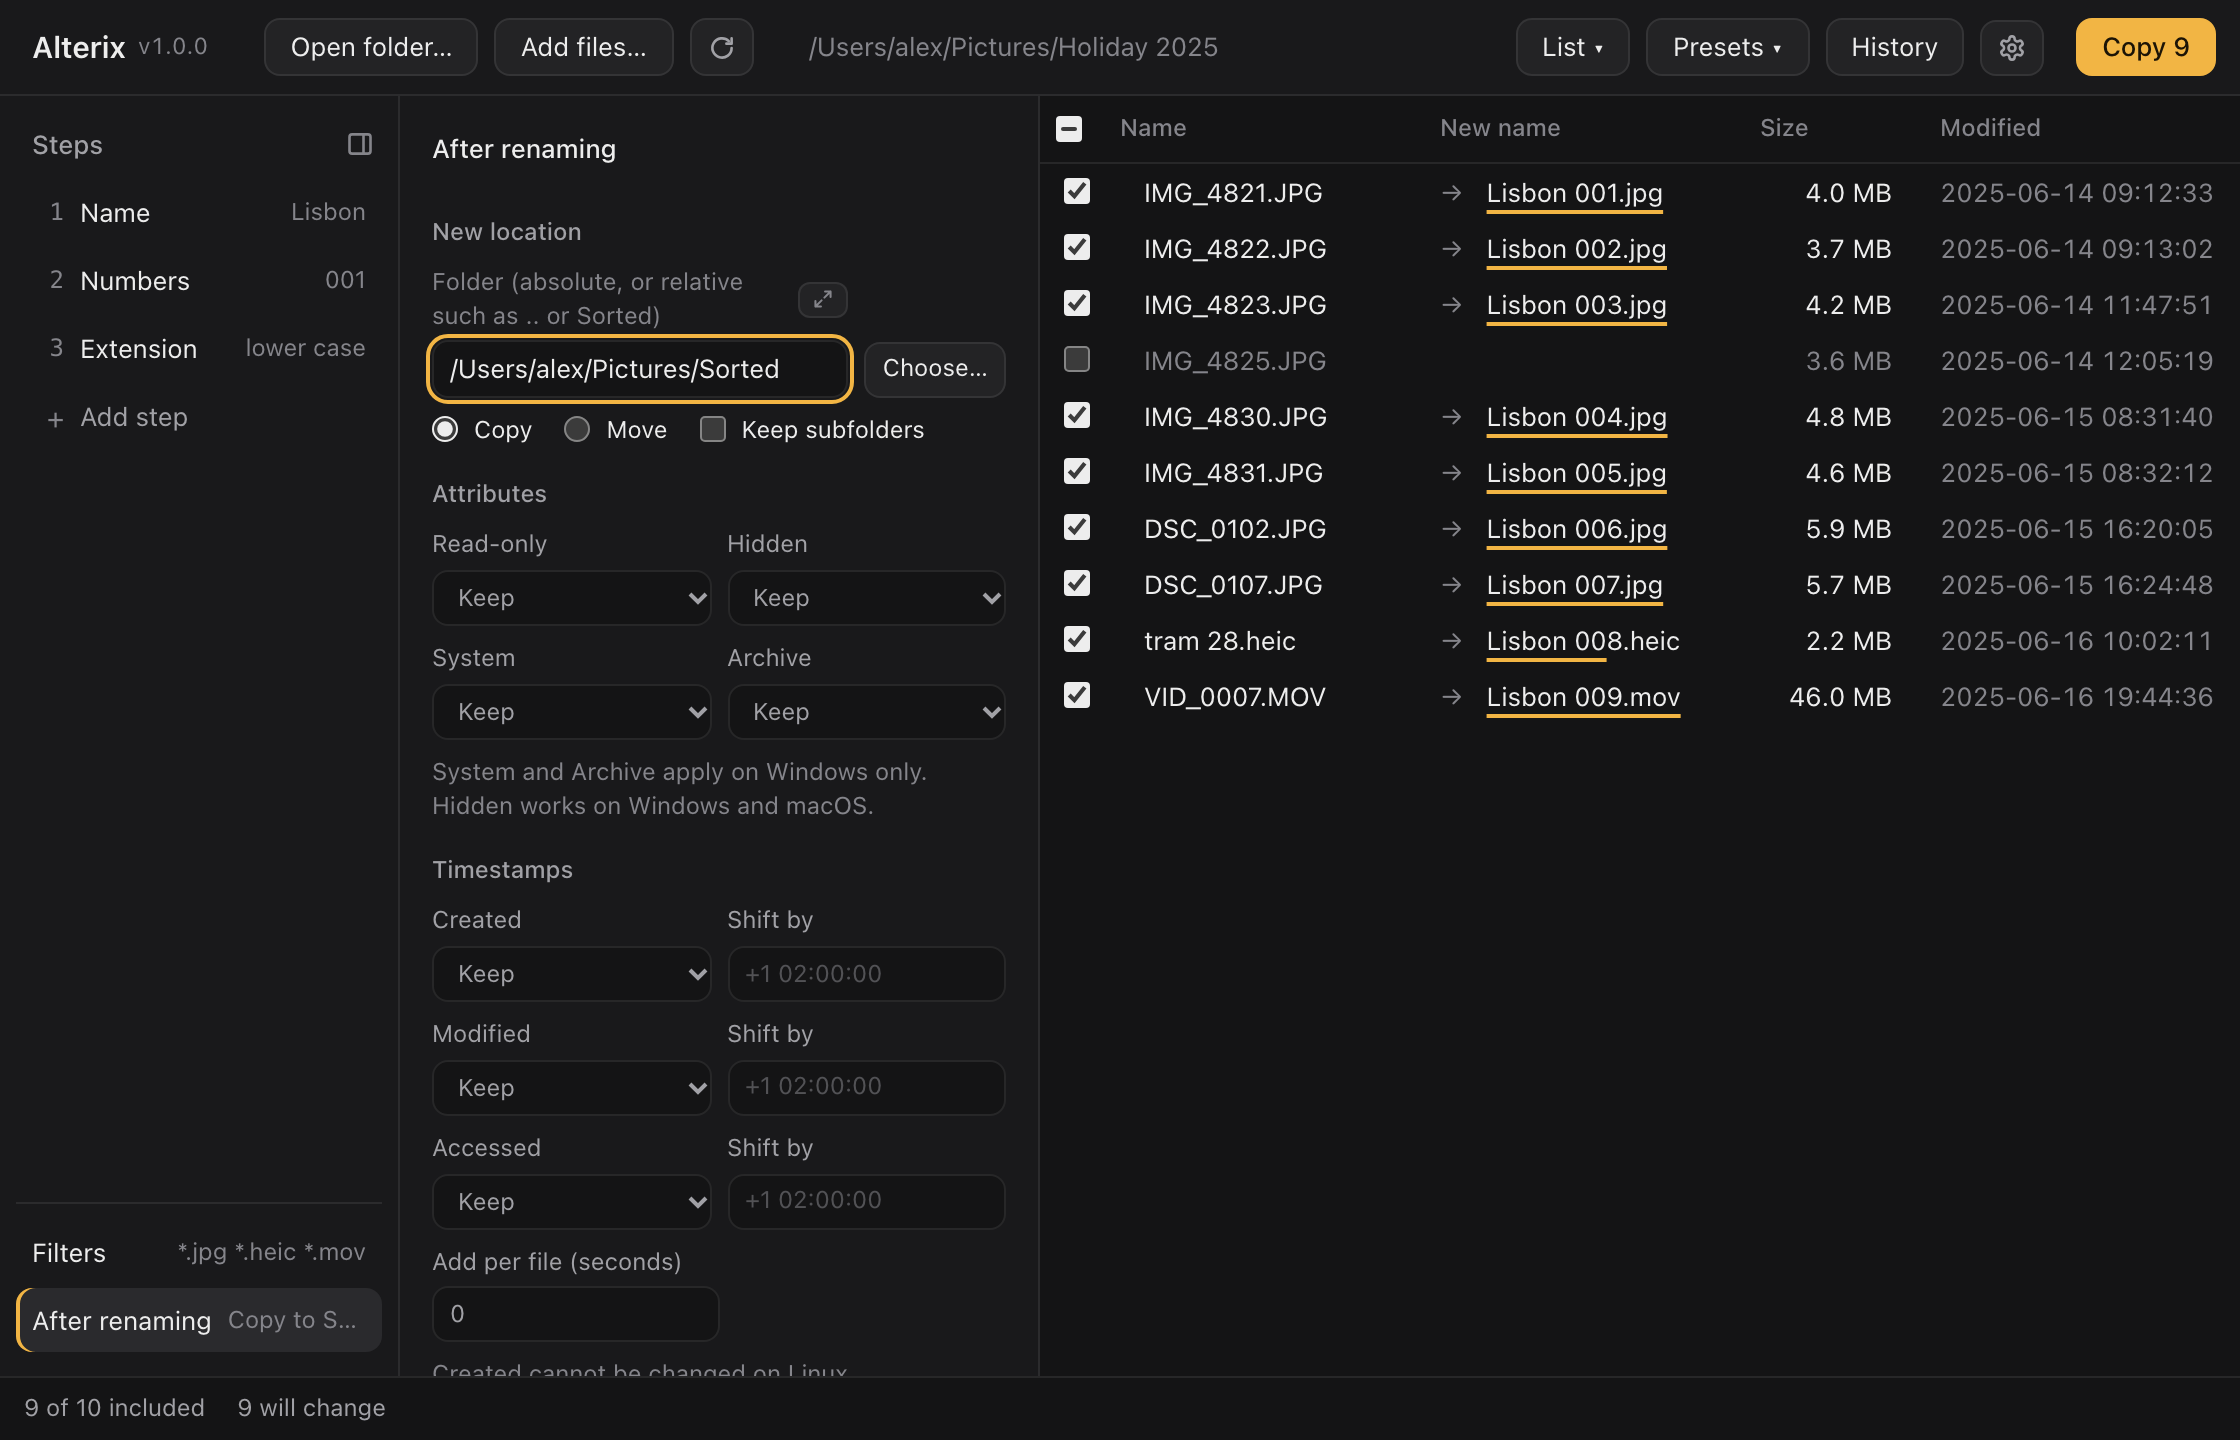 Alterix v1.0.0 Open folder... Add files... /Users/alex/Pictures/Holiday 2025 List ▾ Presets ▾ History Copy 9
Steps
1 Name Lisbon
2 Numbers 001
3 Extension lower case
+ Add step
Filters *.jpg *.heic *.mov
After renaming Copy to S...
After renaming
New location
Folder (absolute, or relative
such as .. or Sorted)
/Users/alex/Pictures/Sorted Choose...
Copy Move Keep subfolders
Attributes
Read-only Hidden
Keep Keep
System Archive
Keep Keep
System and Archive apply on Windows only.
Hidden works on Windows and macOS.
Timestamps
Created Shift by
Keep +1 02:00:00
Modified Shift by
Keep +1 02:00:00
Accessed Shift by
Keep +1 02:00:00
Add per file (seconds)
0
Created cannot be changed on Linux
Name New name Size Modified
IMG_4821.JPG → Lisbon 001.jpg 4.0 MB 2025-06-14 09:12:33
IMG_4822.JPG → Lisbon 002.jpg 3.7 MB 2025-06-14 09:13:02
IMG_4823.JPG → Lisbon 003.jpg 4.2 MB 2025-06-14 11:47:51
IMG_4825.JPG 3.6 MB 2025-06-14 12:05:19
IMG_4830.JPG → Lisbon 004.jpg 4.8 MB 2025-06-15 08:31:40
IMG_4831.JPG → Lisbon 005.jpg 4.6 MB 2025-06-15 08:32:12
DSC_0102.JPG → Lisbon 006.jpg 5.9 MB 2025-06-15 16:20:05
DSC_0107.JPG → Lisbon 007.jpg 5.7 MB 2025-06-15 16:24:48
tram 28.heic → Lisbon 008.heic 2.2 MB 2025-06-16 10:02:11
VID_0007.MOV → Lisbon 009.mov 46.0 MB 2025-06-16 19:44:36
9 of 10 included 9 will change